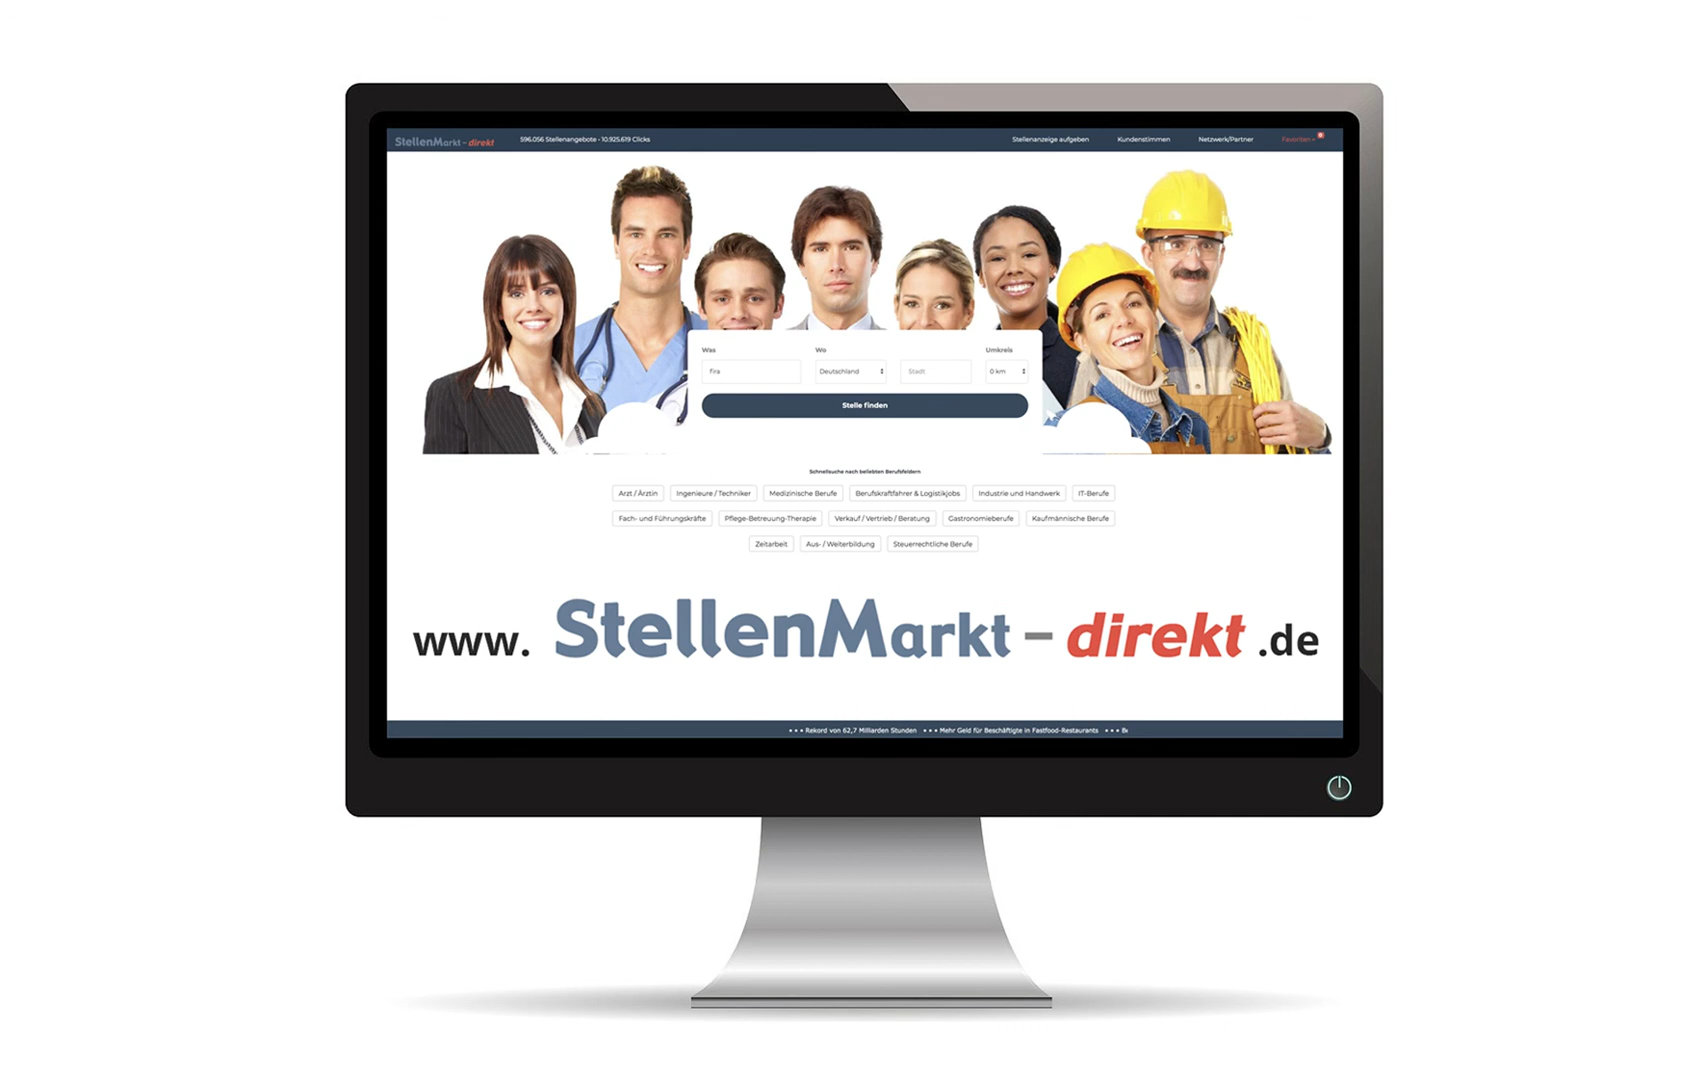 StellenMarkt - direkt
596.056 Stellenangebote - 10.925.619 Clicks
Stellenanzeige aufgeben
Kundenstimmen
Netzwerk/Partner
Favoriten
Was
Wo
Umkreis
fira
Deutschland
Stadt
0 km
Stelle finden
Schnellsuche nach beliebten Berufsfeldern
Arzt / Ärztin
Ingenieure / Techniker
Medizinische Berufe
Berufskraftfahrer & Logistikjobs
Industrie und Handwerk
IT-Berufe
Fach- und Führungskräfte
Pflege-Betreuung-Therapie
Verkauf / Vertrieb / Beratung
Gastronomieberufe
Kaufmännische Berufe
Zeitarbeit
Aus- / Weiterbildung
Steuerrechtliche Berufe
www. StellenMarkt - direkt .de
• • • Rekord von 62,7 Milliarden Stunden • • • Mehr Geld für Beschäftigte in Fastfood-Restaurants • • •